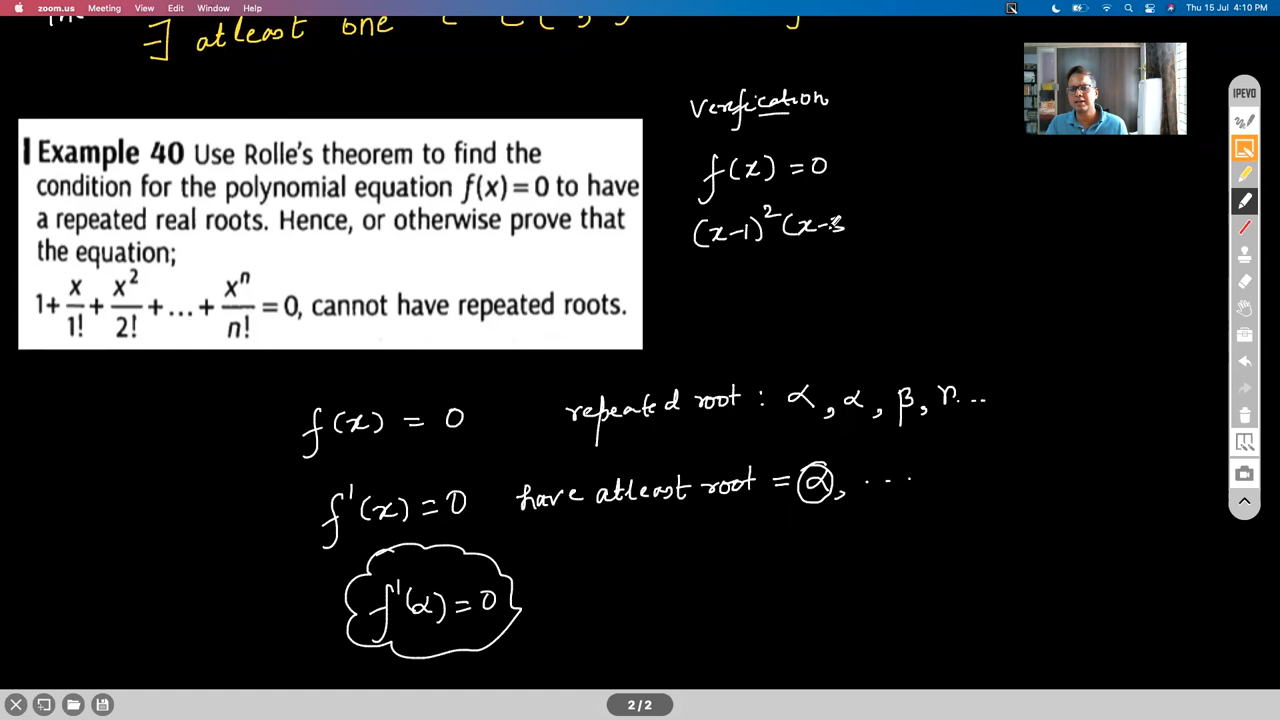 zoom.us Meeting View Edit Window Help
Thu 15 Jul 4:10 PM
∃ atleast one
IPEVO
Verification
f(x) = 0
(x-1)² (x-3
Example 40 Use Rolle's theorem to find the
condition for the polynomial equation f(x) = 0 to have
a repeated real roots. Hence, or otherwise prove that
the equation;
1+ x/1! + x²/2! + ... + xⁿ/n! = 0, cannot have repeated roots.
f(x) = 0 repeated root : α, α, β, γ...
f'(x) = 0 have atleast root = α, ...
f'(α) = 0
2/2